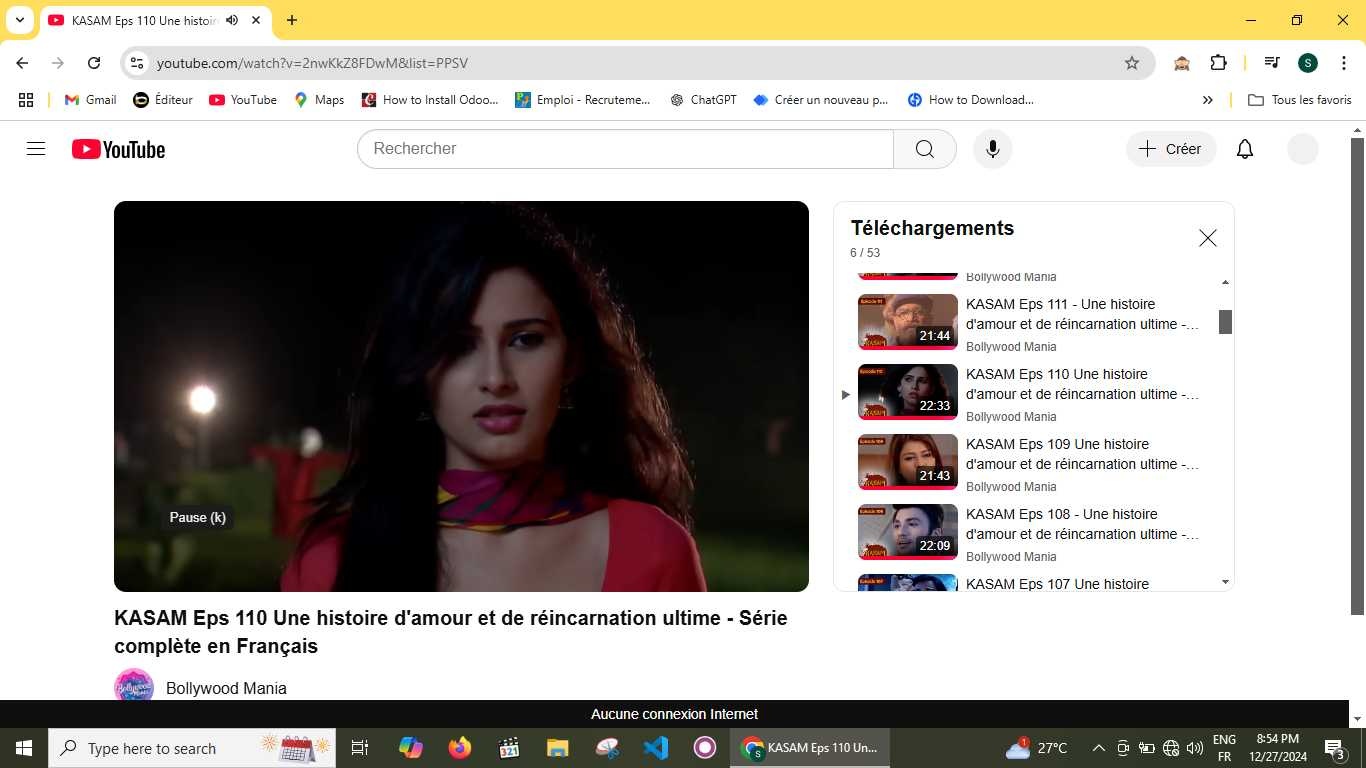 KASAM Eps 110 Une histoir
youtube.com/watch?v=2nwKkZ8FDwM&list=PPSV
S
Gmail
Éditeur
YouTube
Maps
How to Install Odoo...
Emploi - Recruteme...
ChatGPT
Créer un nouveau p...
How to Download...
Tous les favoris
YouTube
Rechercher
Créer
Pause (k)
Téléchargements
6 / 53
Bollywood Mania
21:44
KASAM Eps 111 - Une histoire
d'amour et de réincarnation ultime -...
Bollywood Mania
22:33
KASAM Eps 110 Une histoire
d'amour et de réincarnation ultime -...
Bollywood Mania
21:43
KASAM Eps 109 Une histoire
d'amour et de réincarnation ultime -...
Bollywood Mania
22:09
KASAM Eps 108 - Une histoire
d'amour et de réincarnation ultime -...
Bollywood Mania
KASAM Eps 107 Une histoire
KASAM Eps 110 Une histoire d'amour et de réincarnation ultime - Série
complète en Français
Bollywood Mania
Aucune connexion Internet
Type here to search
321
KASAM Eps 110 Un...
1
27°C
ENG
FR
8:54 PM
12/27/2024
3